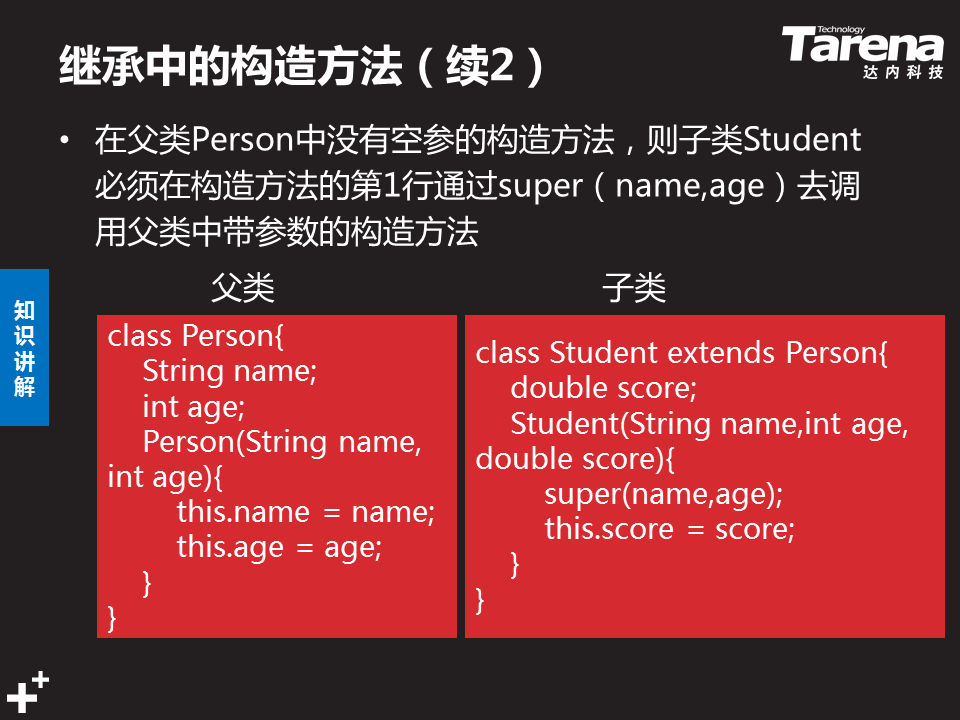 继承中的构造方法（续2）
Technology
Tarena
达内科技
• 在父类Person中没有空参的构造方法，则子类Student
必须在构造方法的第1行通过super（name,age）去调
用父类中带参数的构造方法
知识讲解
父类
class Person{
String name;
int age;
Person(String name,
int age){
this.name = name;
this.age = age;
}
}
子类
class Student extends Person{
double score;
Student(String name,int age,
double score){
super(name,age);
this.score = score;
}
}